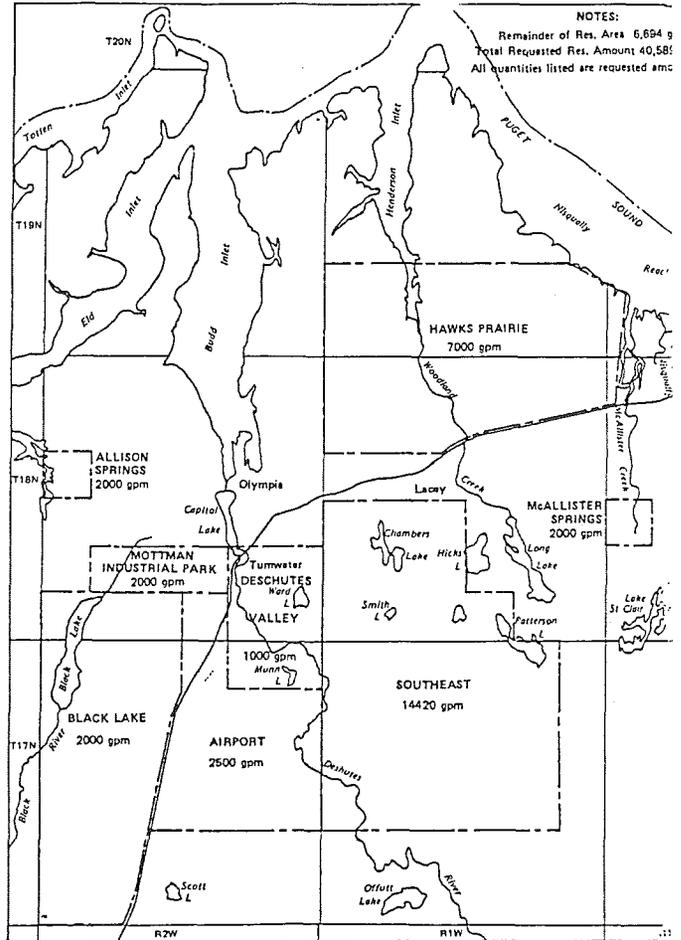 NOTES:
Remainder of Res. Area 6,694 g
Total Requested Res. Amount 40,58
All quantities listed are requested amo
T20N
Totten
Inlet
PUGET
SOUND
Nisqually
Reach
Henderson
Inlet
Inlet
Eld
T19N
Budd
Inlet
HAWKS PRAIRIE
7000 gpm
Woodland
Creek
Nisqually
McAllister
Creek
ALLISON
SPRINGS
2000 gpm
T18N
Olympia
Capitol
Lake
Lacey
McALLISTER
SPRINGS
2000 gpm
MOTTMAN
INDUSTRIAL PARK
2000 gpm
Tumwater
DESCHUTES
Ward
L
VALLEY
1000 gpm
Munn
L
Chambers
Lake
Hicks
L
Long
Lake
Smith
L
Patterson
L
Lake
St Clair
Black
Lake
BLACK LAKE
2000 gpm
AIRPORT
2500 gpm
SOUTHEAST
14420 gpm
T17N
River
Black
Deshutes
River
Scott
L
Offutt
Lake
R2W
R1W